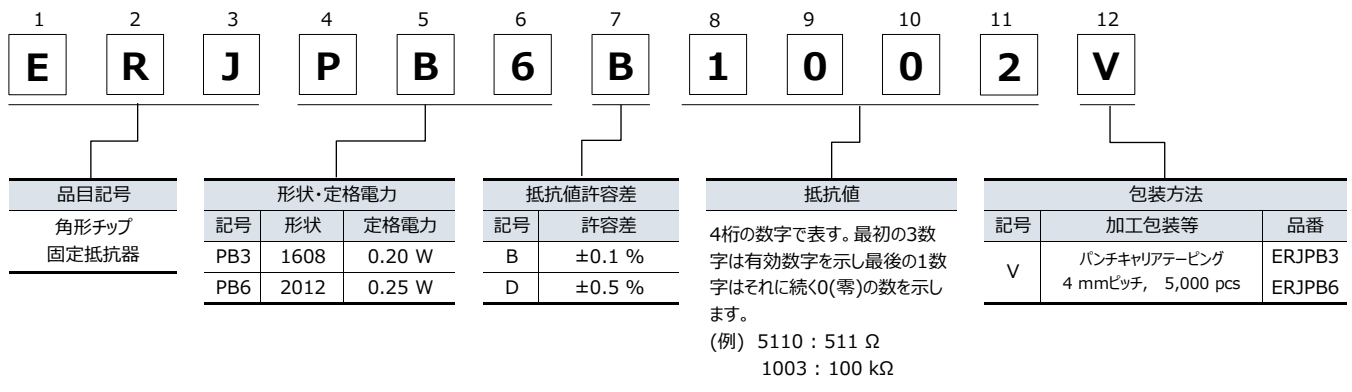 1 2 3 4 5 6 7 8 9 10 11 12
E R J P B 6 B 1 0 0 2 V
品目記号
角形チップ
固定抵抗器
形状・定格電力
記号 形状 定格電力
PB3 1608 0.20 W
PB6 2012 0.25 W
抵抗値許容差
記号 許容差
B ±0.1 %
D ±0.5 %
抵抗値
4桁の数字で表す。最初の3数
字は有効数字を示し最後の1数
字はそれに続く0(零)の数を示し
ます。
(例) 5110 : 511 Ω
1003 : 100 kΩ
包装方法
記号 加工包装等 品番
V パンチキャリアテーピング
4 mmピッチ, 5,000 pcs
ERJPB3
ERJPB6